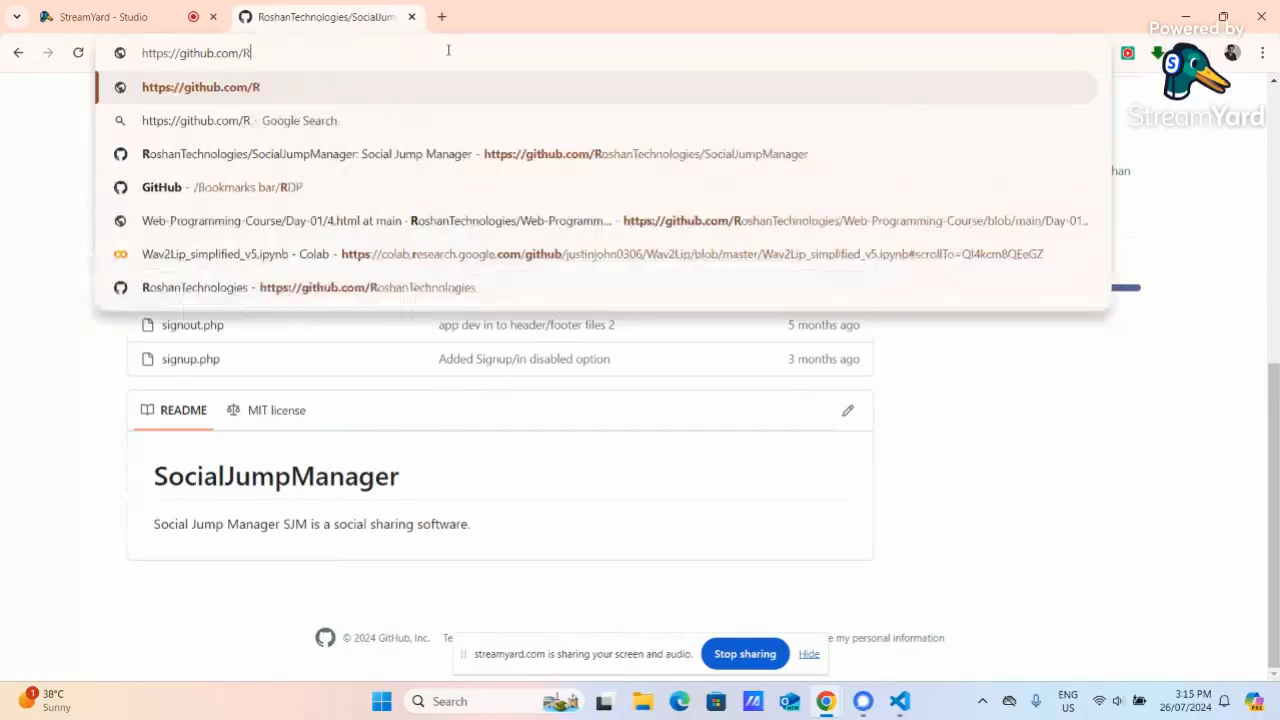 StreamYard - Studio
RoshanTechnologies/SocialJum
Powered by
StreamYard
https://github.com/R
https://github.com/R
https://github.com/R - Google Search
RoshanTechnologies/SocialJumpManager: Social Jump Manager - https://github.com/RoshanTechnologies/SocialJumpManager
han
GitHub - /Bookmarks bar/RDP
Web-Programming-Course/Day-01/4.html at main - RoshanTechnologies/Web-Programm... - https://github.com/RoshanTechnologies/Web-Programming-Course/blob/main/Day-01..
Wav2Lip_simplified_v5.ipynb - Colab - https://colab.research.google.com/github/justinjohn0306/Wav2Lip/blob/master/Wav2Lip_simplified_v5.ipynb#scrollTo=QI4kcm8QEeGZ
RoshanTechnologies - https://github.com/RoshanTechnologies
signout.php app dev in to header/footer files 2 5 months ago
signup.php Added Signup/in disabled option 3 months ago
README MIT license
SocialJumpManager
Social Jump Manager SJM is a social sharing software.
© 2024 GitHub, Inc. Te e my personal information
streamyard.com is sharing your screen and audio. Stop sharing Hide
1 38°C
Sunny
Search
ENG
US
3:15 PM
26/07/2024